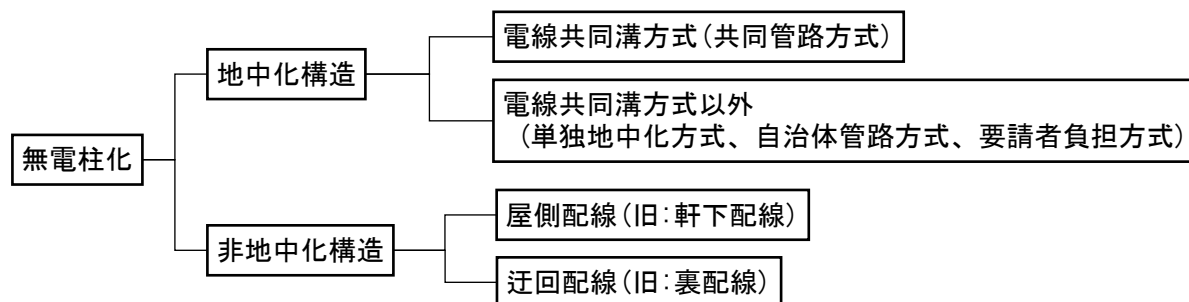 無電柱化
地中化構造
電線共同溝方式（共同管路方式）
電線共同溝方式以外
（単独地中化方式、自治体管路方式、要請者負担方式）
非地中化構造
屋側配線（旧：軒下配線）
迂回配線（旧：裏配線）